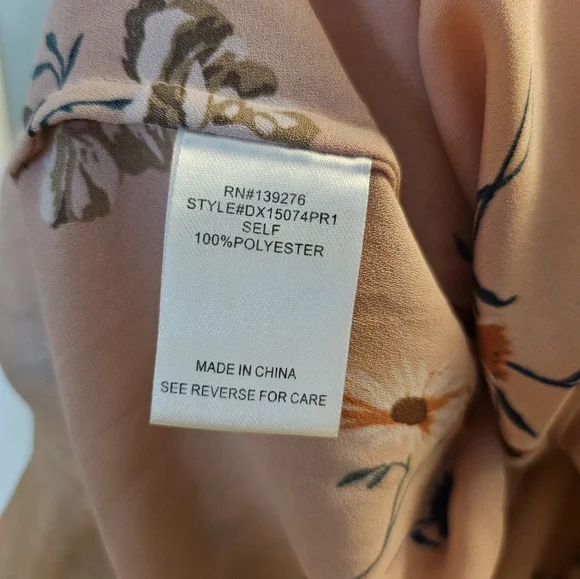 RN#139276
STYLE#DX15074PR1
SELF
100%POLYESTER
MADE IN CHINA
SEE REVERSE FOR CARE